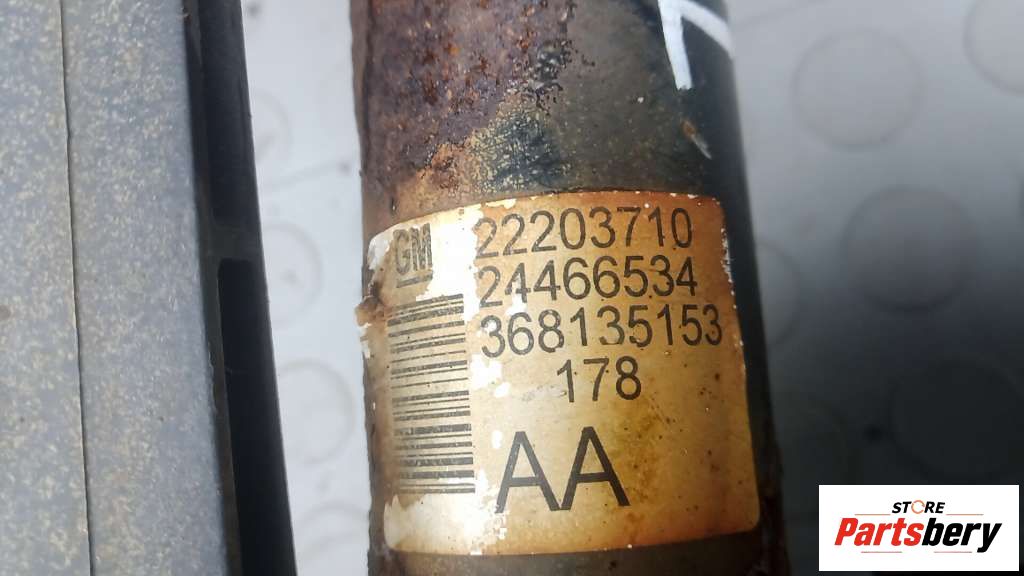 GM
22203710
24466534
368135153
178
AA
STORE
Partsbery